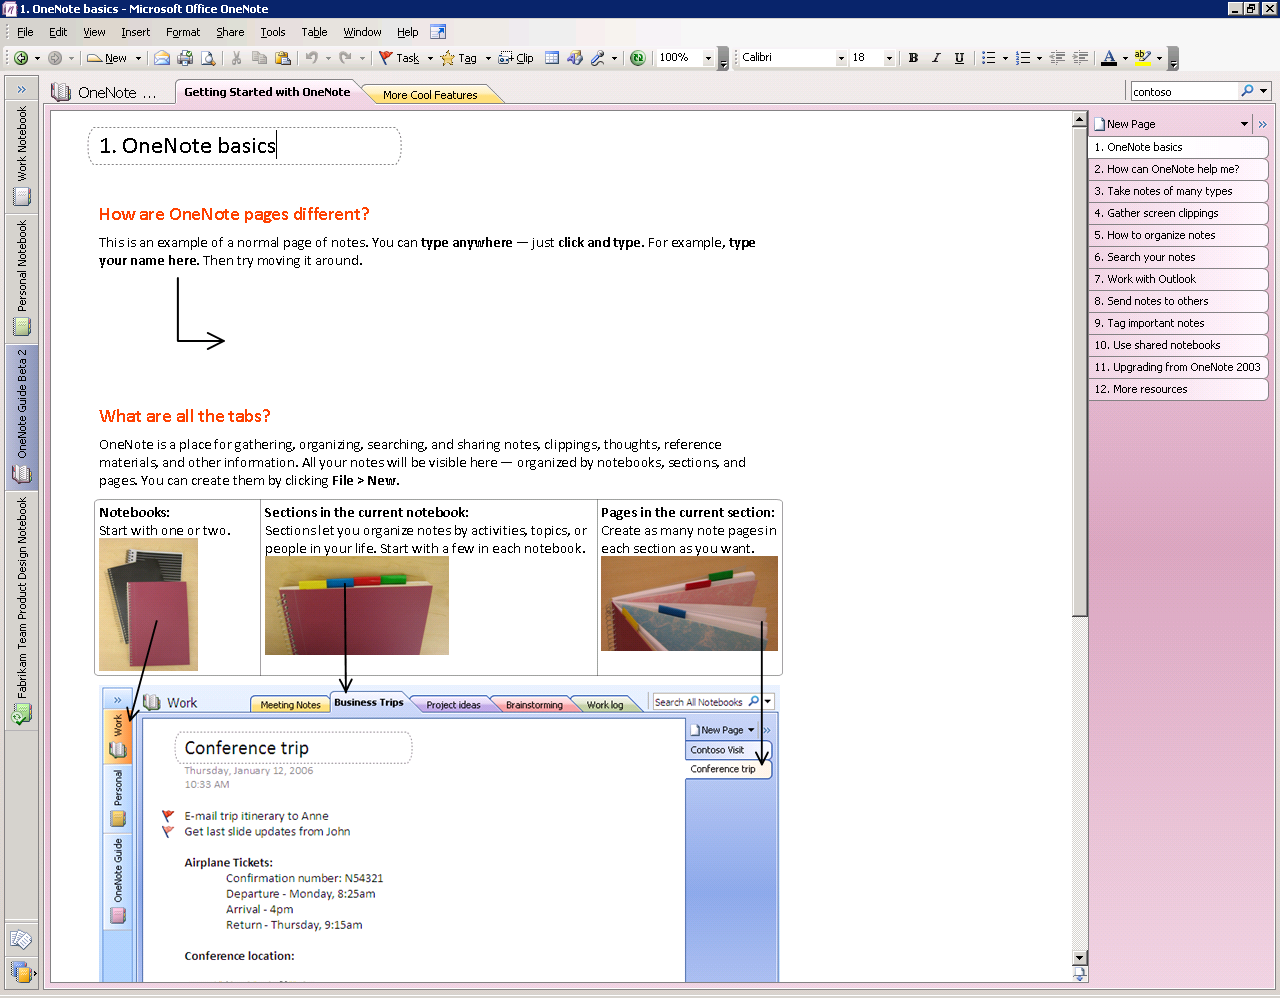 1. OneNote basics - Microsoft Office OneNote
File Edit View Insert Format Share Tools Table Window Help
New Task Tag Clip 100% Calibri 18 B I U A ab
OneNote ... Getting Started with OneNote More Cool Features contoso
Work Notebook
Personal Notebook
OneNote Guide Beta 2
Fabrikam Team Product Design Notebook
1. OneNote basics
How are OneNote pages different?
This is an example of a normal page of notes. You can type anywhere — just click and type. For example, type
your name here. Then try moving it around.
What are all the tabs?
OneNote is a place for gathering, organizing, searching, and sharing notes, clippings, thoughts, reference
materials, and other information. All your notes will be visible here — organized by notebooks, sections, and
pages. You can create them by clicking File > New.
Notebooks:
Start with one or two.
Sections in the current notebook:
Sections let you organize notes by activities, topics, or
people in your life. Start with a few in each notebook.
Pages in the current section:
Create as many note pages in
each section as you want.
Work Meeting Notes Business Trips Project ideas Brainstorming Work log Search All Notebooks
Work
Personal
OneNote Guide
New Page
Contoso Visit
Conference trip
Conference trip
Thursday, January 12, 2006
10:33 AM
E-mail trip itinerary to Anne
Get last slide updates from John
Airplane Tickets:
Confirmation number: N54321
Departure - Monday, 8:25am
Arrival - 4pm
Return - Thursday, 9:15am
Conference location:
New Page
1. OneNote basics
2. How can OneNote help me?
3. Take notes of many types
4. Gather screen clippings
5. How to organize notes
6. Search your notes
7. Work with Outlook
8. Send notes to others
9. Tag important notes
10. Use shared notebooks
11. Upgrading from OneNote 2003
12. More resources